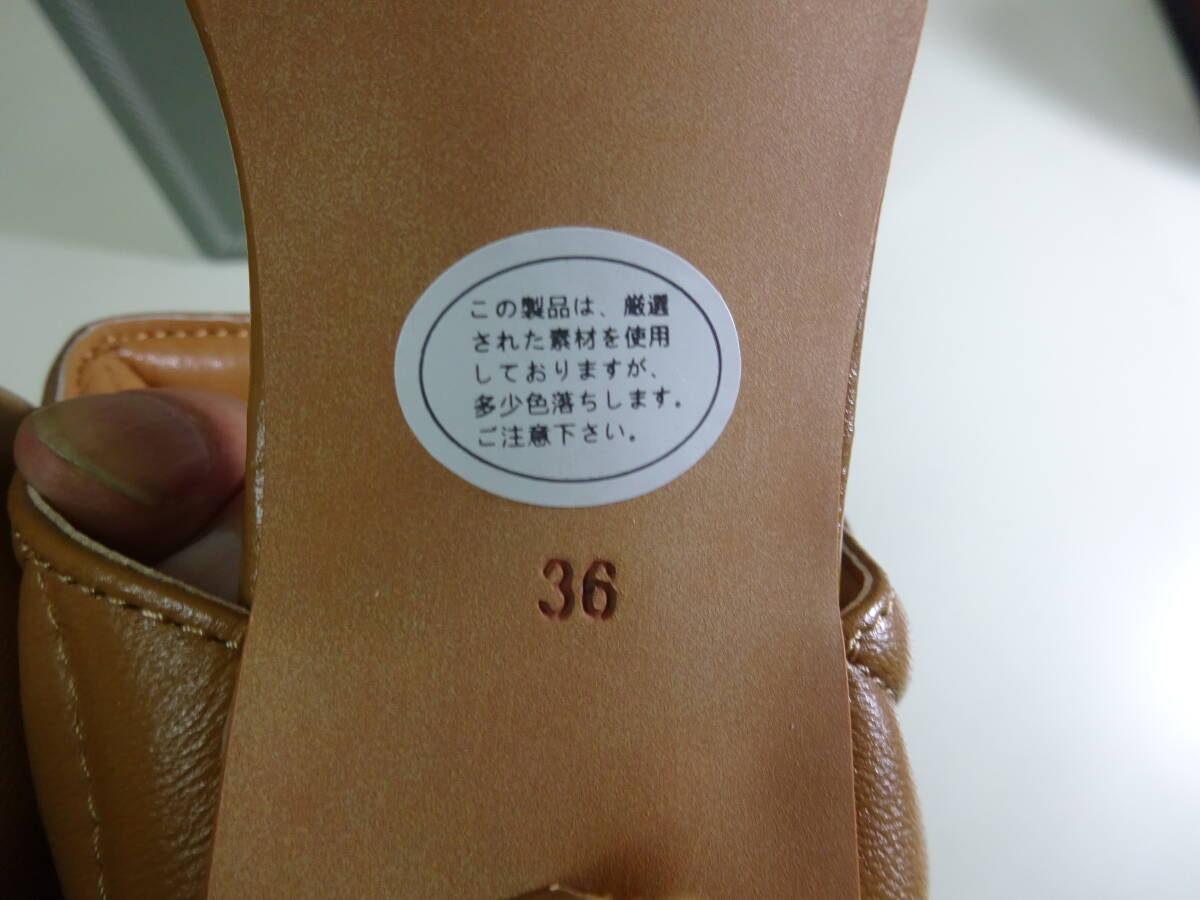 この製品は、厳選
された素材を使用
しておりますが、
多少色落ちします。
ご注意下さい。
36